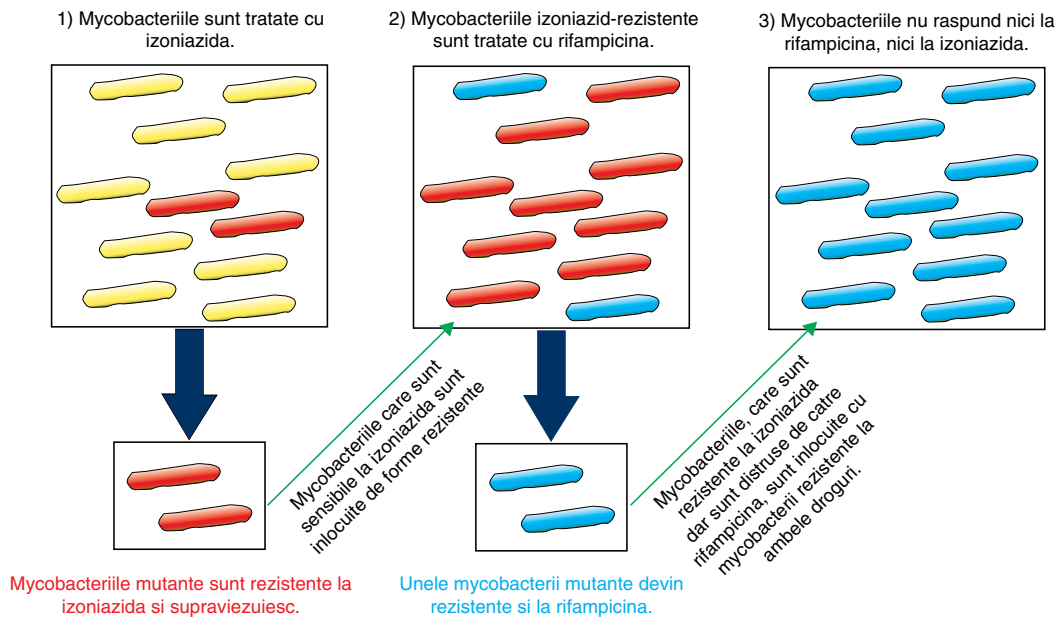 1) Mycobacteriile sunt tratate cu
izoniazida.
2) Mycobacteriile izoniazid-rezistente
sunt tratate cu rifampicina.
3) Mycobacteriile nu raspund nici la
rifampicina, nici la izoniazida.
Mycobacteriile care sunt
sensibile la izoniazida sunt
inlocuite de forme rezistente
Mycobacteriile, care sunt
rezistente la izoniazida
dar sunt distruse de catre
rifampicina, sunt inlocuite cu
mycobacterii rezistente la
ambele droguri.
Mycobacteriile mutante sunt rezistente la
izoniazida si supraviezuiesc.
Unele mycobacterii mutante devin
rezistente si la rifampicina.